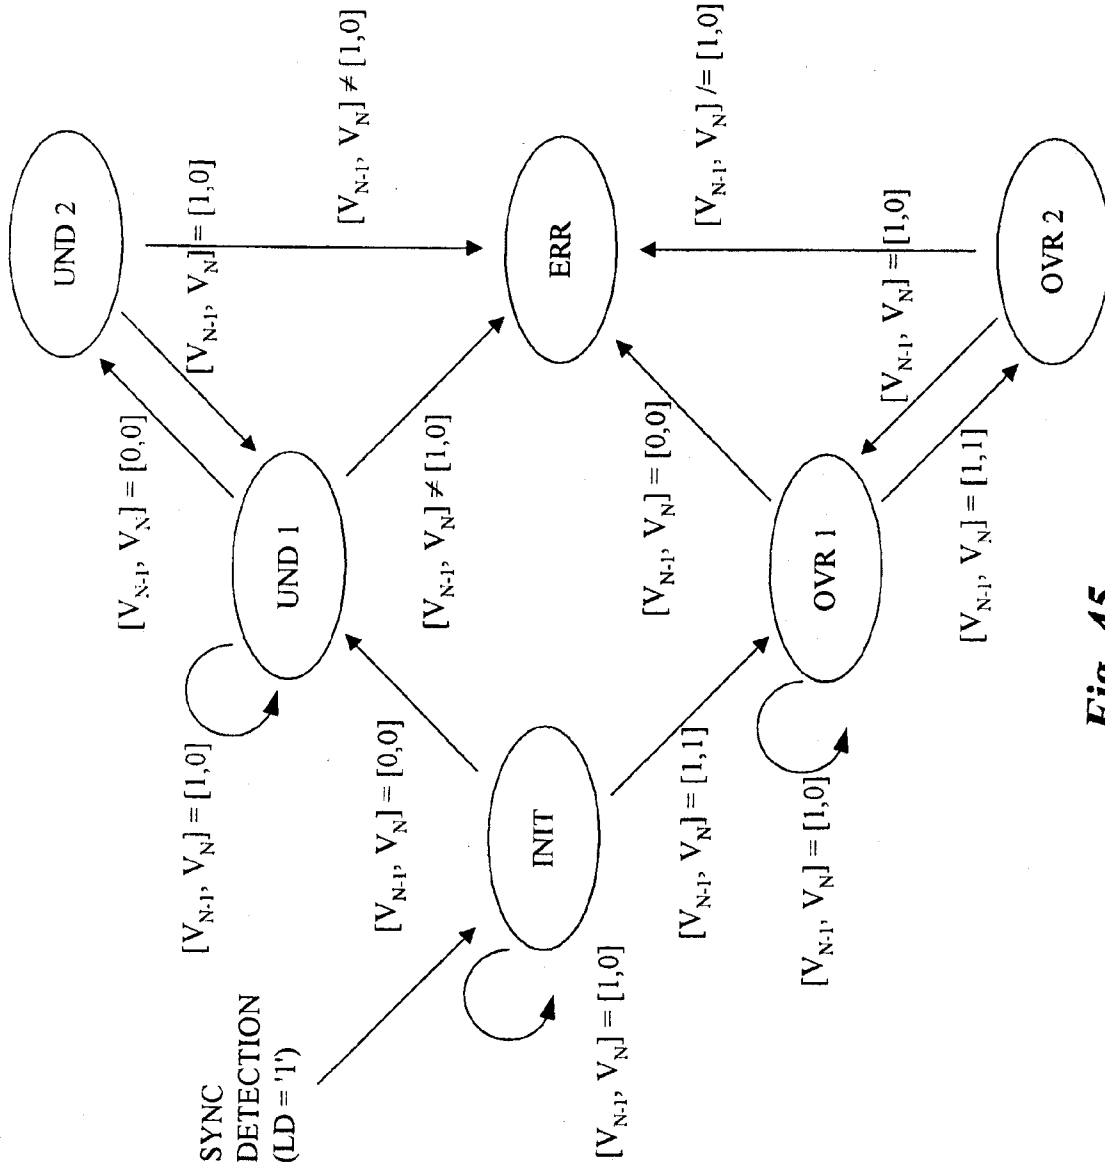 SYNC
DETECTION
(LD = '1')
[V_{N-1}, V_N] = [1,0]
INIT
[V_{N-1}, V_N] = [0,0]
[V_{N-1}, V_N] = [1,1]
[V_{N-1}, V_N] = [1,0]
UND 1
[V_{N-1}, V_N] = [0,0]
[V_{N-1}, V_N] = [1,0]
UND 2
[V_{N-1}, V_N] ≠ [1,0]
[V_{N-1}, V_N] ≠ [1,0]
ERR
[V_{N-1}, V_N] = [0,0]
[V_{N-1}, V_N] /= [1,0]
[V_{N-1}, V_N] = [1,0]
OVR 1
[V_{N-1}, V_N] = [1,0]
[V_{N-1}, V_N] = [1,1]
OVR 2
Fig. 45